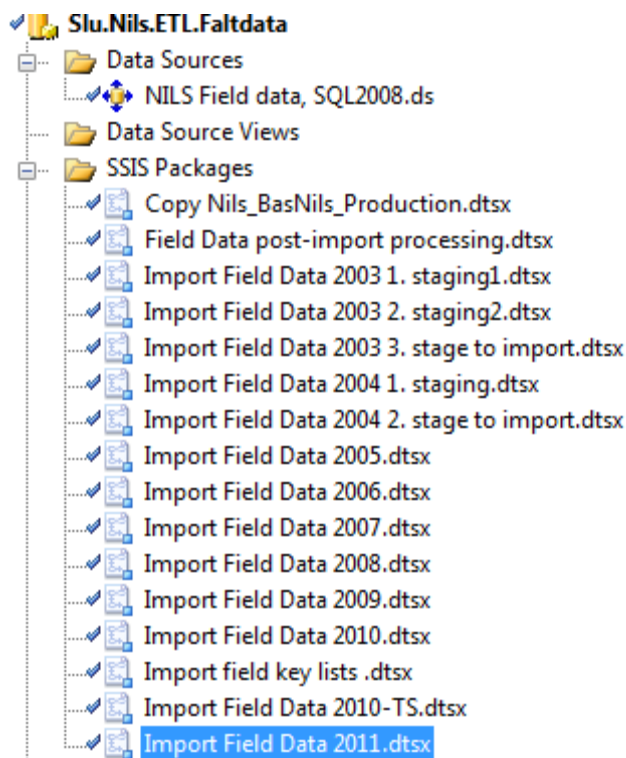 Slu.Nils.ETL.Faltdata
Data Sources
NILS Field data, SQL2008.ds
Data Source Views
SSIS Packages
Copy Nils_BasNils_Production.dtsx
Field Data post-import processing.dtsx
Import Field Data 2003 1. staging1.dtsx
Import Field Data 2003 2. staging2.dtsx
Import Field Data 2003 3. stage to import.dtsx
Import Field Data 2004 1. staging.dtsx
Import Field Data 2004 2. stage to import.dtsx
Import Field Data 2005.dtsx
Import Field Data 2006.dtsx
Import Field Data 2007.dtsx
Import Field Data 2008.dtsx
Import Field Data 2009.dtsx
Import Field Data 2010.dtsx
Import field key lists .dtsx
Import Field Data 2010-TS.dtsx
Import Field Data 2011.dtsx